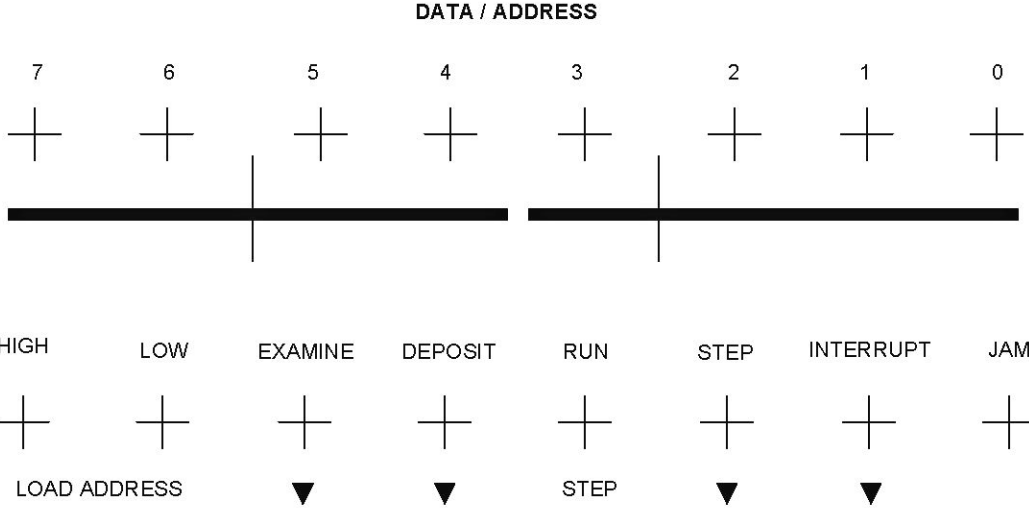 DATA / ADDRESS
7 6 5 4 3 2 1 0
HIGH LOW EXAMINE DEPOSIT RUN STEP INTERRUPT JAM
LOAD ADDRESS STEP